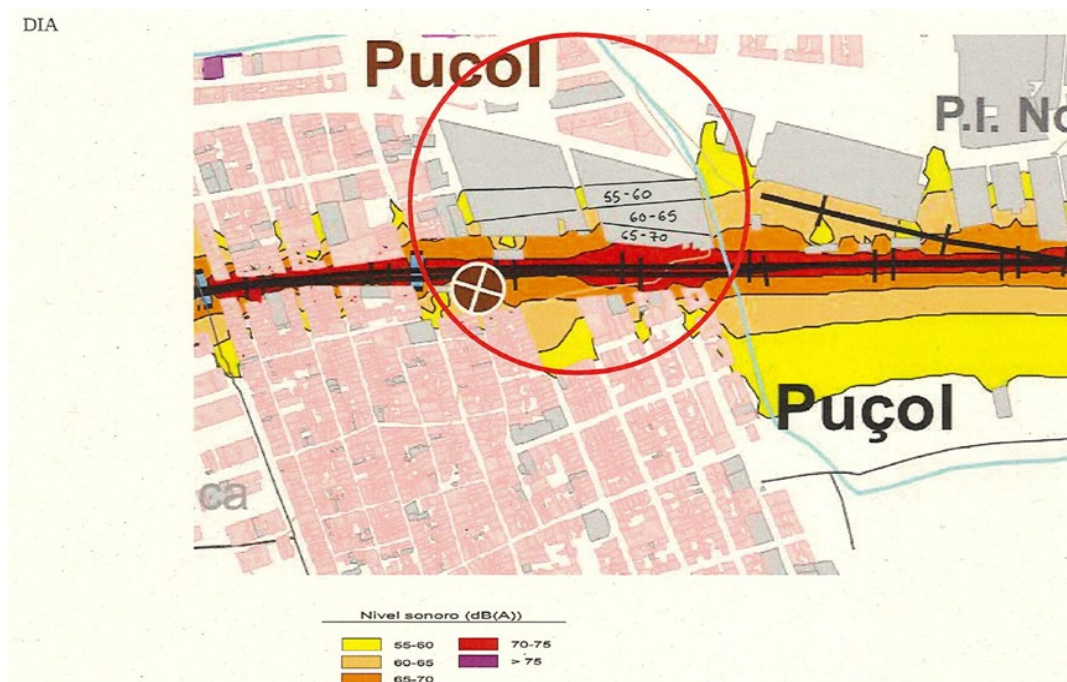 DIA
Puçol
P.I. No
55-60
60-65
65-70
Puçol
ca
Nivel sonoro (dB(A))
55-60
70-75
60-65
> 75
65-70